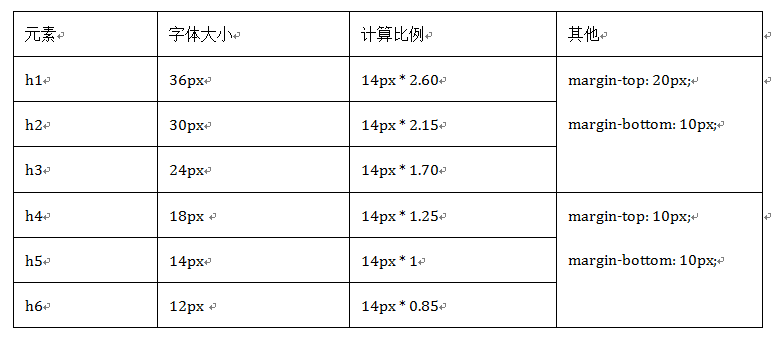 元素 字体大小 计算比例 其他
h1 36px 14px * 2.60 margin-top: 20px;
h2 30px 14px * 2.15 margin-bottom: 10px;
h3 24px 14px * 1.70
h4 18px 14px * 1.25 margin-top: 10px;
h5 14px 14px * 1 margin-bottom: 10px;
h6 12px 14px * 0.85